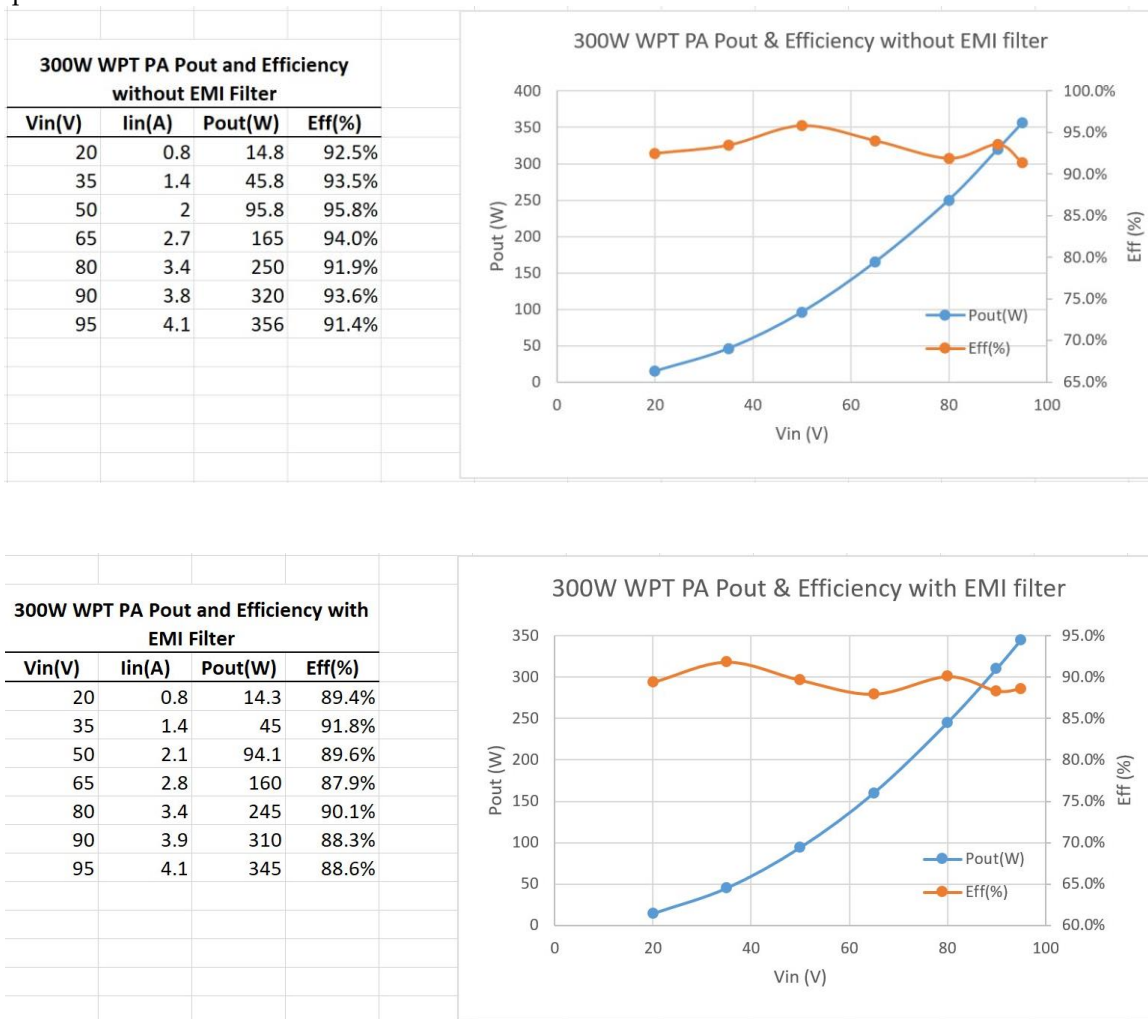 300W WPT PA Pout and Efficiency
without EMI Filter
Vin(V) Iin(A) Pout(W) Eff(%)
20 0.8 14.8 92.5%
35 1.4 45.8 93.5%
50 2 95.8 95.8%
65 2.7 165 94.0%
80 3.4 250 91.9%
90 3.8 320 93.6%
95 4.1 356 91.4%
300W WPT PA Pout & Efficiency without EMI filter
400 100.0%
350 95.0%
300 90.0%
250 85.0%
200 80.0%
150 75.0%
100 70.0%
50 65.0%
0
0 20 40 60 80 100
Vin (V)
Pout (W)
Eff (%)
Pout(W)
Eff(%)
300W WPT PA Pout and Efficiency with
EMI Filter
Vin(V) Iin(A) Pout(W) Eff(%)
20 0.8 14.3 89.4%
35 1.4 45 91.8%
50 2.1 94.1 89.6%
65 2.8 160 87.9%
80 3.4 245 90.1%
90 3.9 310 88.3%
95 4.1 345 88.6%
300W WPT PA Pout & Efficiency with EMI filter
350 95.0%
300 90.0%
250 85.0%
200 80.0%
150 75.0%
100 70.0%
50 65.0%
0 60.0%
0 20 40 60 80 100
Vin (V)
Pout (W)
Eff (%)
Pout(W)
Eff(%)